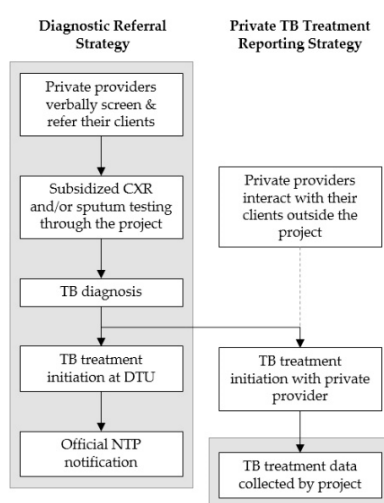 Diagnostic Referral
Strategy
Private providers
verbally screen &
refer their clients
Subsidized CXR
and/or sputum testing
through the project
TB diagnosis
TB treatment
initiation at DTU
Official NTP
notification
Private TB Treatment
Reporting Strategy
Private providers
interact with their
clients outside the
project
TB treatment
initiation with private
provider
TB treatment data
collected by project